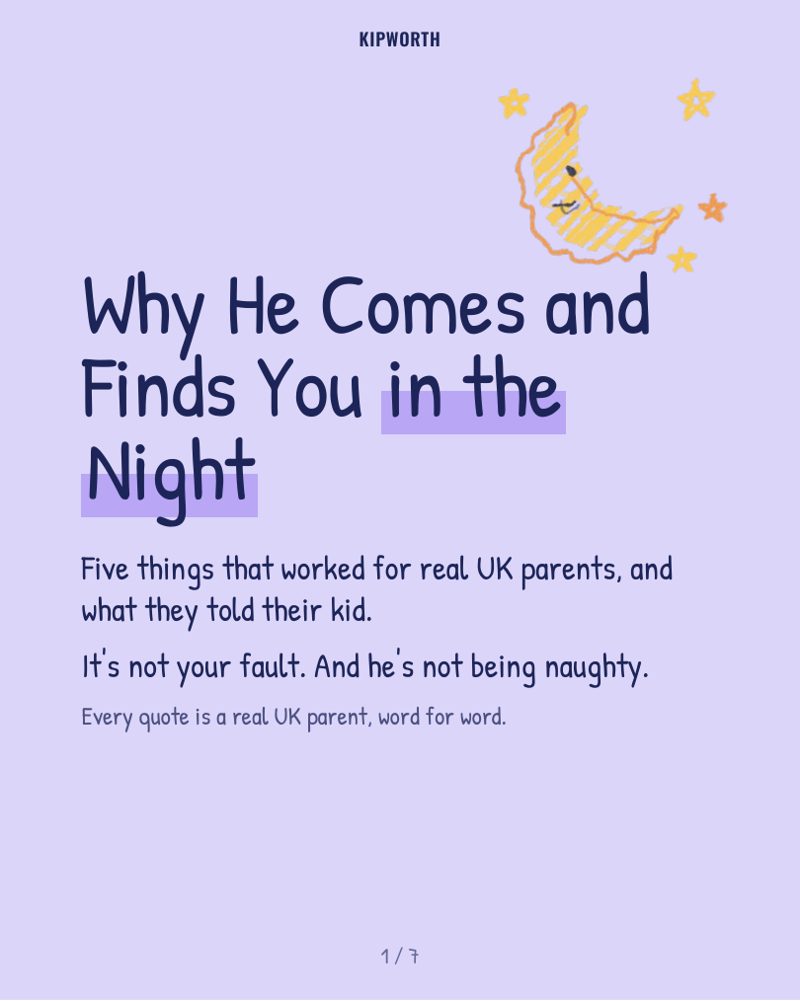 KIPWORTH
Why He Comes and
Finds You in the
Night
Five things that worked for real UK parents, and
what they told their kid.
It's not your fault. And he's not being naughty.
Every quote is a real UK parent, word for word.
1 / 7